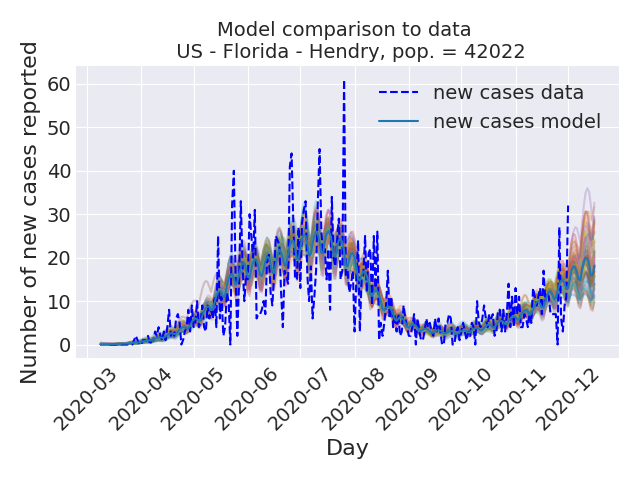 Model comparison to data
US - Florida - Hendry, pop. = 42022
Number of new cases reported
60
50
40
30
20
10
0
new cases data
new cases model
2020-03
2020-04
2020-05
2020-06
2020-07
2020-08
2020-09
2020-10
2020-11
2020-12
Day